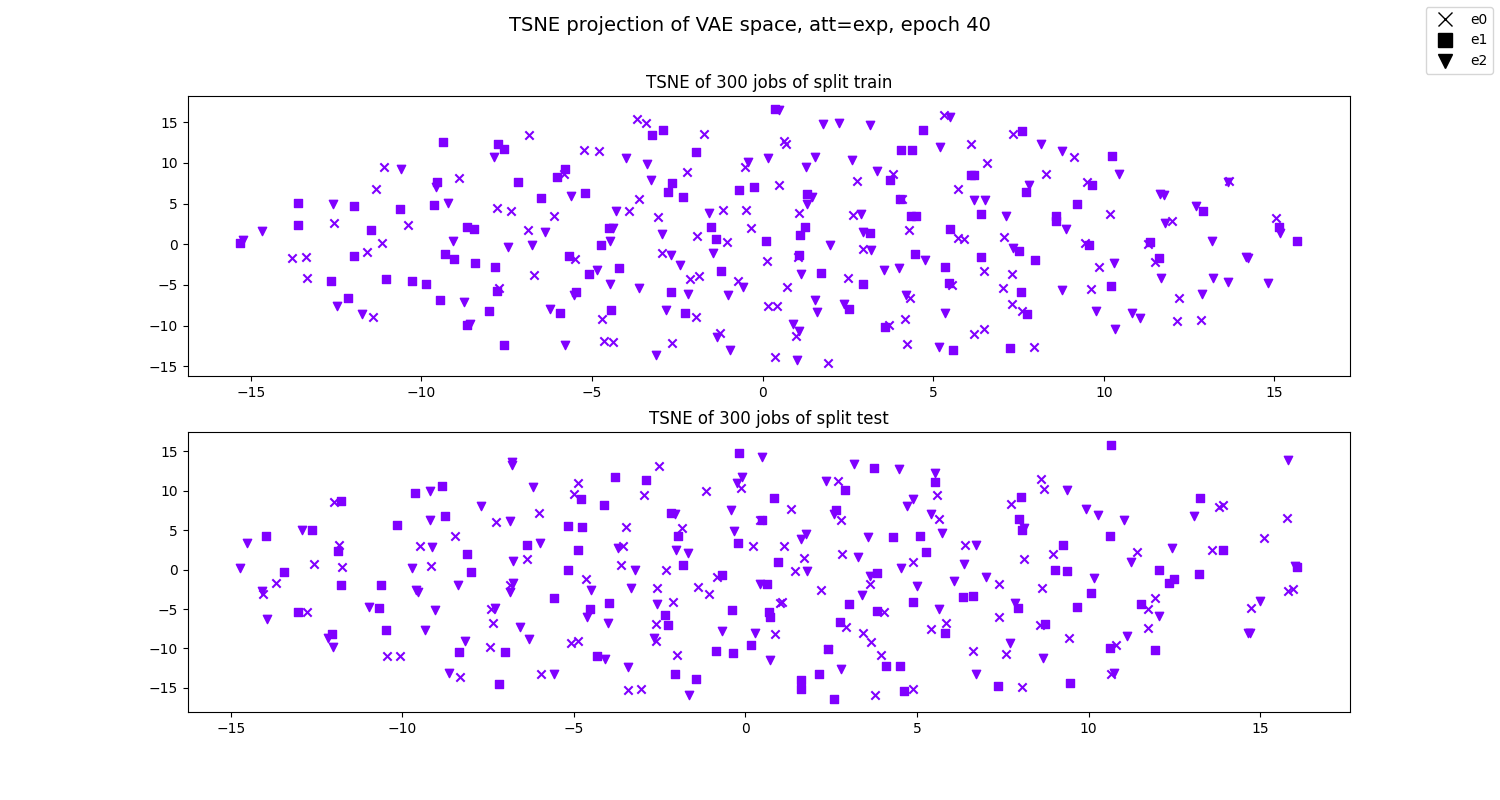 TSNE projection of VAE space, att=exp, epoch 40
e0
e1
e2
TSNE of 300 jobs of split train
15
10
5
0
−5
−10
−15
−15 −10 −5 0 5 10 15
TSNE of 300 jobs of split test
15
10
5
0
−5
−10
−15
−15 −10 −5 0 5 10 15